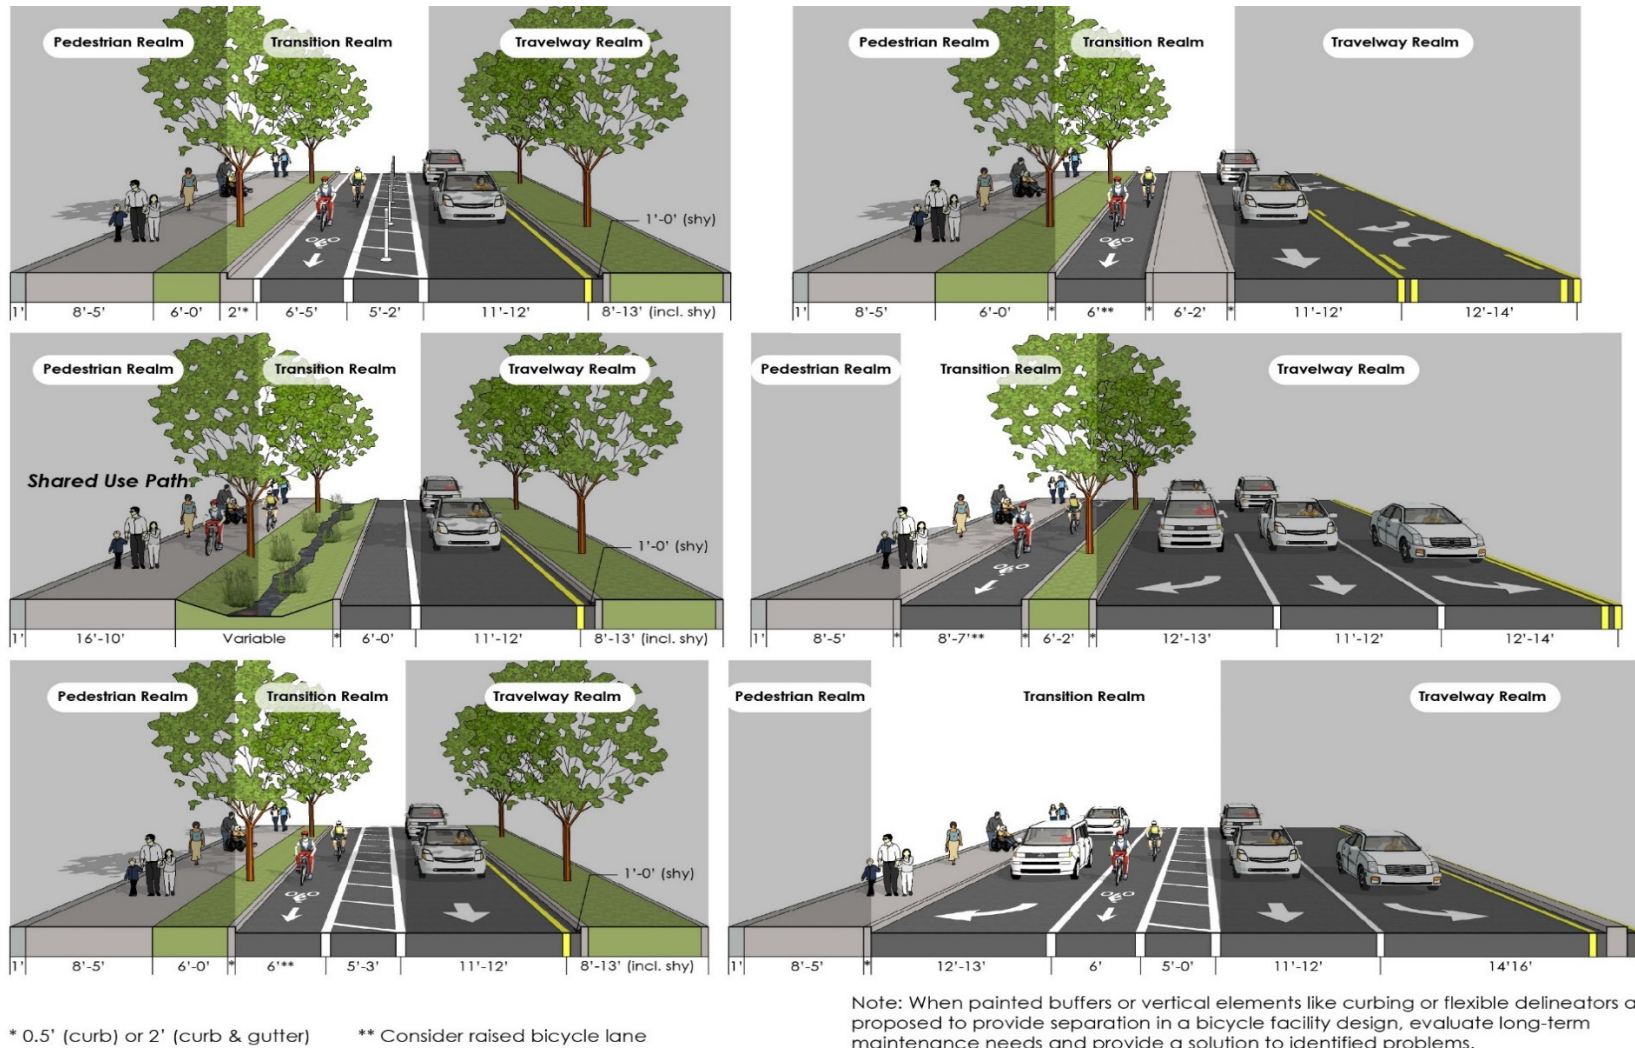 Pedestrian Realm Transition Realm Travelway Realm
1'-0' (shy)
1' 8'-5' 6'-0' 2'* 6'-5' 5'-2' 11'-12' 8'-13' (incl. shy)
Pedestrian Realm Transition Realm Travelway Realm
1' 8'-5' 6'-0' * 6'** * 6'-2' * 11'-12' 12'-14'
Pedestrian Realm Transition Realm Travelway Realm
Shared Use Path
1'-0' (shy)
1' 16'-10' Variable * 6'-0' 11'-12' 8'-13' (incl. shy)
Pedestrian Realm Transition Realm Travelway Realm
1' 8'-5' * 8'-7'** * 6'-2' * 12'-13' 11'-12' 12'-14'
Pedestrian Realm Transition Realm Travelway Realm
1'-0' (shy)
1' 8'-5' 6'-0' * 6'** 5'-3' 11'-12' 8'-13' (incl. shy)
Pedestrian Realm Transition Realm Travelway Realm
1' 8'-5' * 12'-13' 6' 5'-0' 11'-12' 14'16'
* 0.5' (curb) or 2' (curb & gutter) ** Consider raised bicycle lane
Note: When painted buffers or vertical elements like curbing or flexible delineators a
proposed to provide separation in a bicycle facility design, evaluate long-term
maintenance needs and provide a solution to identified problems.